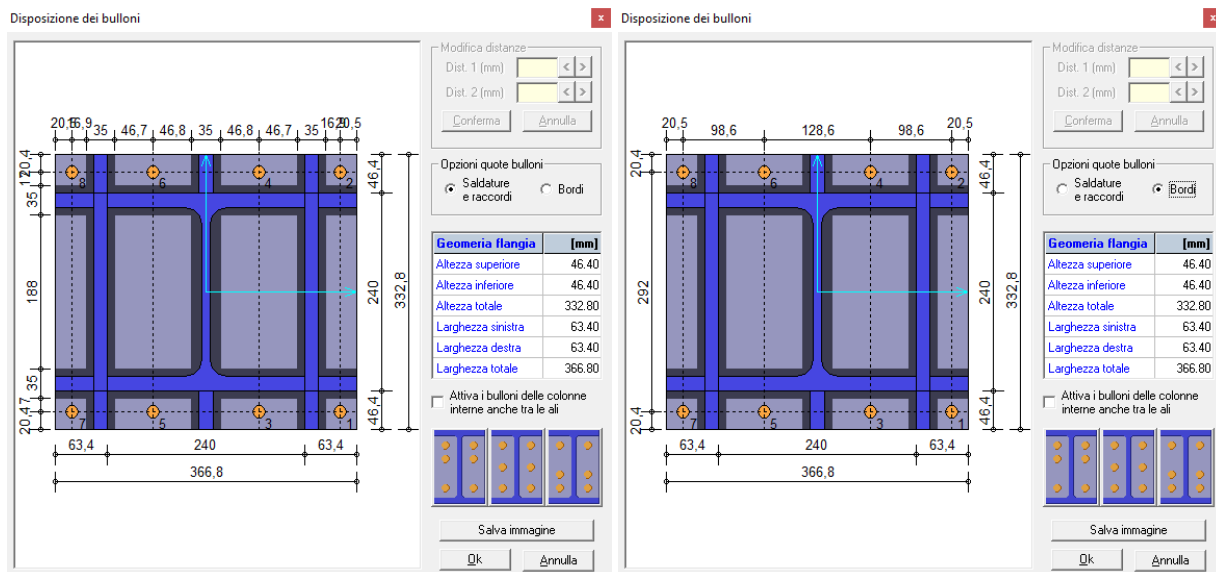 Disposizione dei bulloni
x
Modifica distanze
Dist. 1 (mm) < >
Dist. 2 (mm) < >
Conferma Annulla
Opzioni quote bulloni
Saldature e raccordi
Bordi
Geomeria flangia [mm]
Altezza superiore 46.40
Altezza inferiore 46.40
Altezza totale 332.80
Larghezza sinistra 63.40
Larghezza destra 63.40
Larghezza totale 366.80
Attiva i bulloni delle colonne
interne anche tra le ali
Salva immagine
Ok Annulla
35 46,7 46,8 35 46,8 46,7 35 20,5
20,4
35
188
35
8 6 4 2
7 5 3 1
46,4
240
46,4
332,8
63,4 240 63,4
366,8
Disposizione dei bulloni
x
Modifica distanze
Dist. 1 (mm) < >
Dist. 2 (mm) < >
Conferma Annulla
Opzioni quote bulloni
Saldature
e raccordi
Bordi
Geomeria flangia [mm]
Altezza superiore 46.40
Altezza inferiore 46.40
Altezza totale 332.80
Larghezza sinistra 63.40
Larghezza destra 63.40
Larghezza totale 366.80
Attiva i bulloni delle colonne
interne anche tra le ali
Salva immagine
Ok Annulla
20,5 98,6 128,6 98,6 20,5
20,4
292
20,4
8 6 4 2
7 5 3 1
46,4
240
46,4
332,8
63,4 240 63,4
366,8